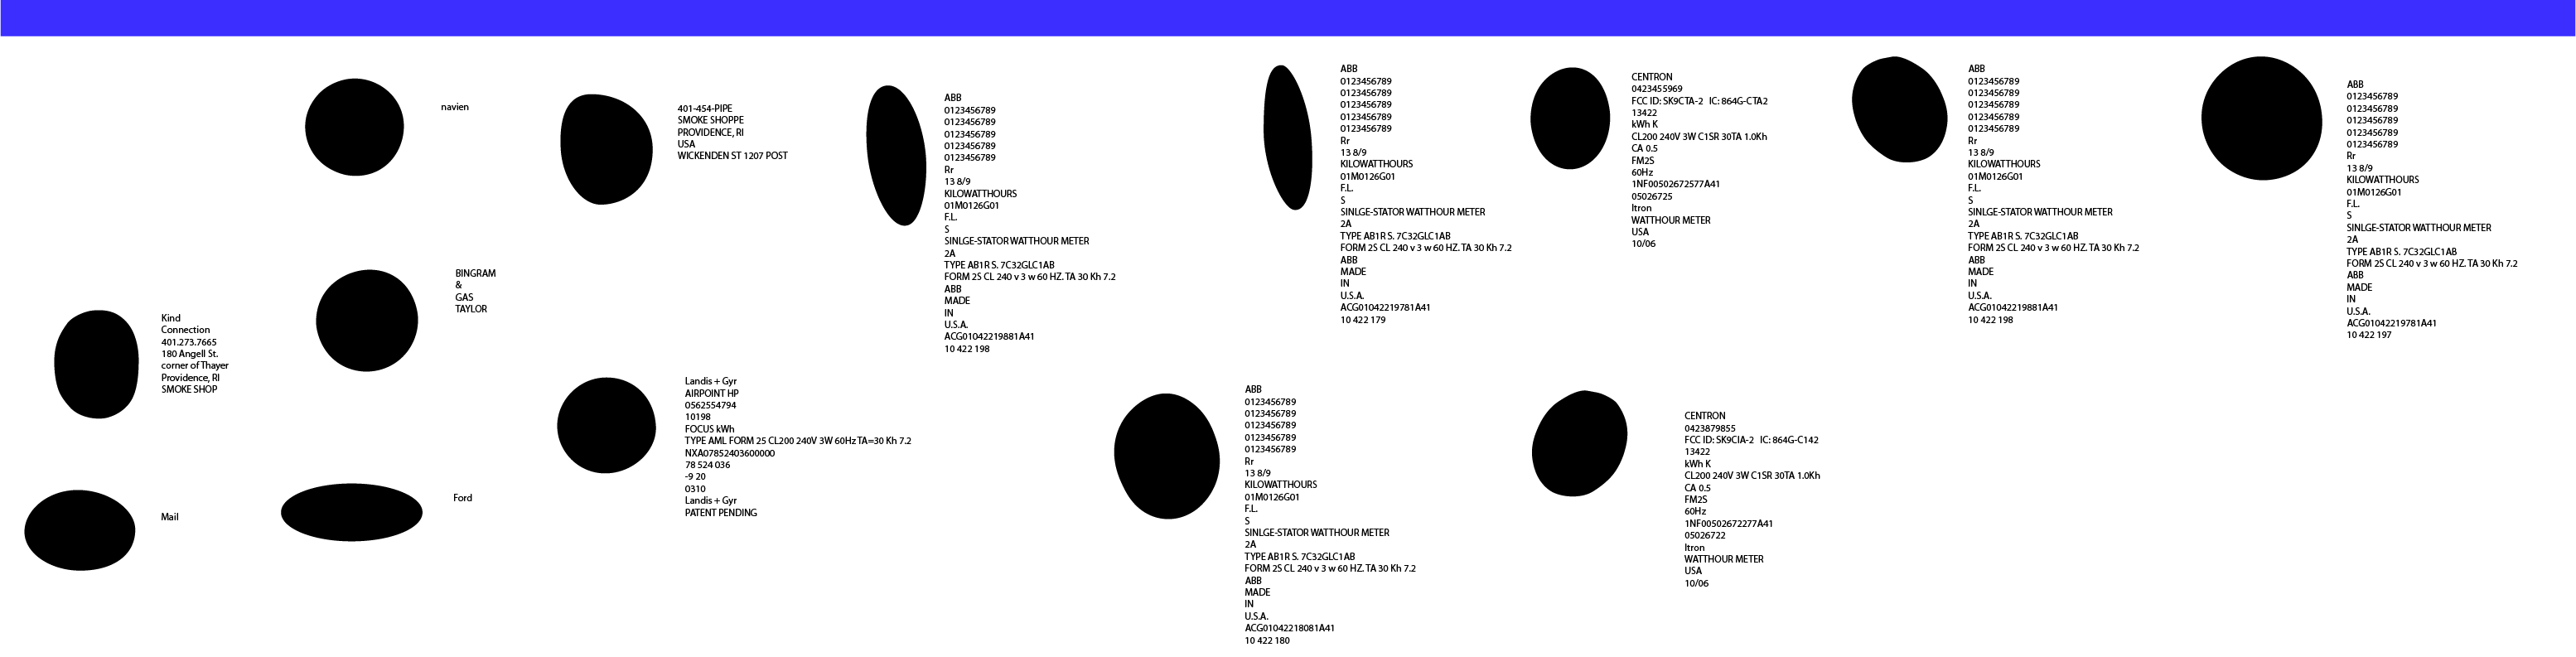 Kind
Connection
401.273.7665
180 Angell St.
corner of Thayer
Providence, RI
SMOKE SHOP
Mail
navien
BINGRAM
&
GAS
TAYLOR
Ford
401-454-PIPE
SMOKE SHOPPE
PROVIDENCE, RI
USA
WICKENDEN ST 1207 POST
Landis + Gyr
AIRPOINT HP
0562554794
10198
FOCUS kWh
TYPE AML FORM 25 CL200 240V 3W 60Hz TA=30 Kh 7.2
NXA07852403600000
78 524 036
-9 20
0310
Landis + Gyr
PATENT PENDING
ABB
0123456789
0123456789
0123456789
0123456789
0123456789
Rr
13 8/9
KILOWATTHOURS
01M0126G01
F.L.
S
SINLGE-STATOR WATTHOUR METER
2A
TYPE AB1R S. 7C32GLC1AB
FORM 2S CL 240 v 3 w 60 HZ. TA 30 Kh 7.2
ABB
MADE
IN
U.S.A.
ACG01042219881A41
10 422 198
ABB
0123456789
0123456789
0123456789
0123456789
0123456789
Rr
13 8/9
KILOWATTHOURS
01M0126G01
F.L.
S
SINLGE-STATOR WATTHOUR METER
2A
TYPE AB1R S. 7C32GLC1AB
FORM 2S CL 240 v 3 w 60 HZ. TA 30 Kh 7.2
ABB
MADE
IN
U.S.A.
ACG01042219781A41
10 422 179
ABB
0123456789
0123456789
0123456789
0123456789
0123456789
Rr
13 8/9
KILOWATTHOURS
01M0126G01
F.L.
S
SINLGE-STATOR WATTHOUR METER
2A
TYPE AB1R S. 7C32GLC1AB
FORM 2S CL 240 v 3 w 60 HZ. TA 30 Kh 7.2
ABB
MADE
IN
U.S.A.
ACG01042218081A41
10 422 180
CENTRON
0423455969
FCC ID: SK9CTA-2 IC: 864G-CTA2
13422
kWh K
CL200 240V 3W C1SR 30TA 1.0Kh
CA 0.5
FM2S
60Hz
1NF00502672577A41
05026725
Itron
WATTHOUR METER
USA
10/06
CENTRON
0423879855
FCC ID: SK9CIA-2 IC: 864G-C142
13422
kWh K
CL200 240V 3W C1SR 30TA 1.0Kh
CA 0.5
FM2S
60Hz
1NF00502672277A41
05026722
Itron
WATTHOUR METER
USA
10/06
ABB
0123456789
0123456789
0123456789
0123456789
0123456789
Rr
13 8/9
KILOWATTHOURS
01M0126G01
F.L.
S
SINLGE-STATOR WATTHOUR METER
2A
TYPE AB1R S. 7C32GLC1AB
FORM 2S CL 240 v 3 w 60 HZ. TA 30 Kh 7.2
ABB
MADE
IN
U.S.A.
ACG01042219881A41
10 422 198
ABB
0123456789
0123456789
0123456789
0123456789
0123456789
Rr
13 8/9
KILOWATTHOURS
01M0126G01
F.L.
S
SINLGE-STATOR WATTHOUR METER
2A
TYPE AB1R S. 7C32GLC1AB
FORM 2S CL 240 v 3 w 60 HZ. TA 30 Kh 7.2
ABB
MADE
IN
U.S.A.
ACG01042219781A41
10 422 197